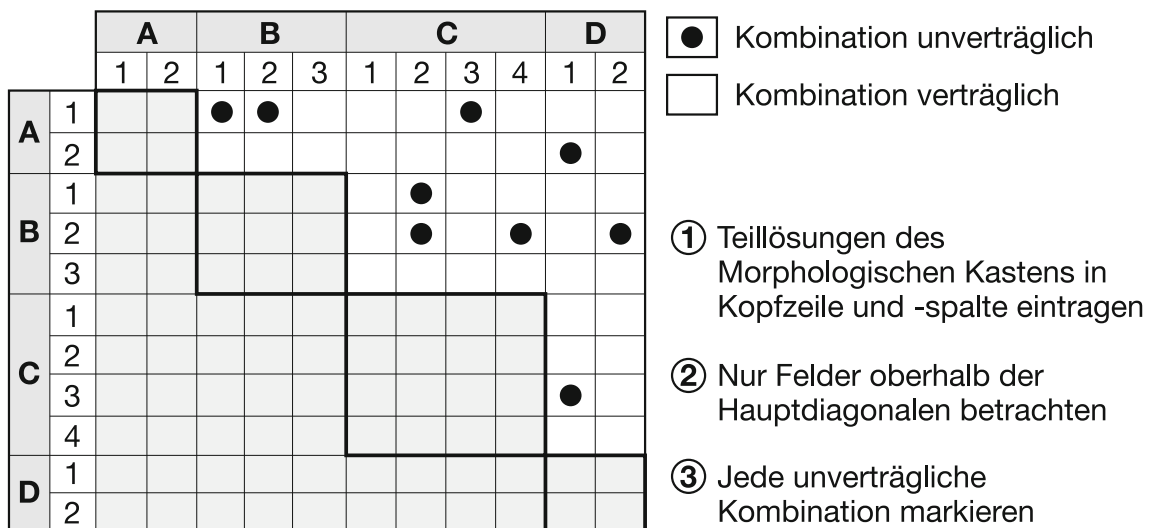 A B C D
1 2 1 2 3 1 2 3 4 1 2
A
1
2
B
1
2
3
C
1
2
3
4
D
1
2
Kombination unverträglich
Kombination verträglich
1 Teillösungen des
Morphologischen Kastens in
Kopfzeile und -spalte eintragen
2 Nur Felder oberhalb der
Hauptdiagonalen betrachten
3 Jede unverträgliche
Kombination markieren